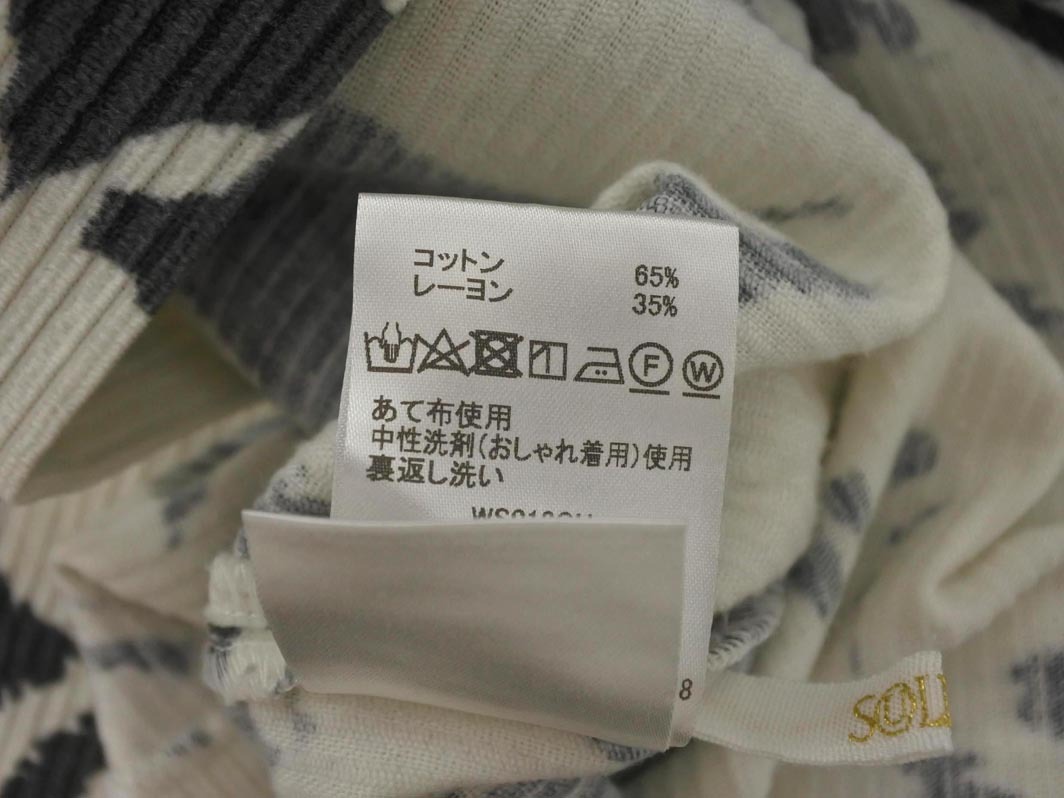 コットン 65%
レーヨン 35%
F W
あて布使用
中性洗剤(おしゃれ着用)使用
裏返し洗い
8